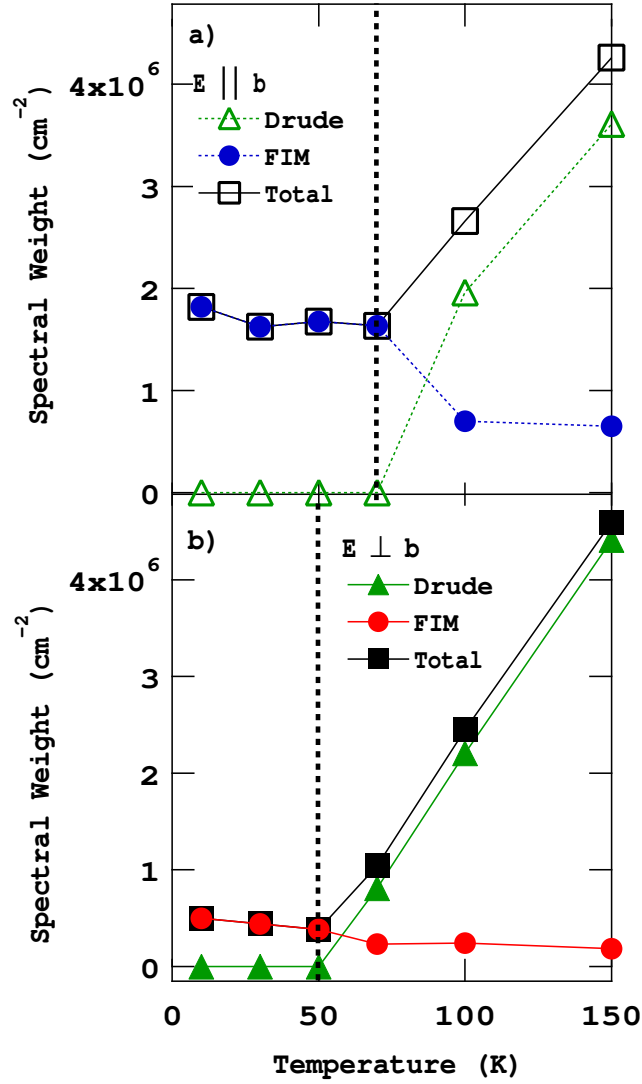 a)
E || b
Drude
FIM
Total
4x10⁶
3
2
1
0
Spectral Weight (cm⁻²)
b)
E ⊥ b
Drude
FIM
Total
4x10⁶
3
2
1
0
Spectral Weight (cm⁻²)
0 50 100 150
Temperature (K)